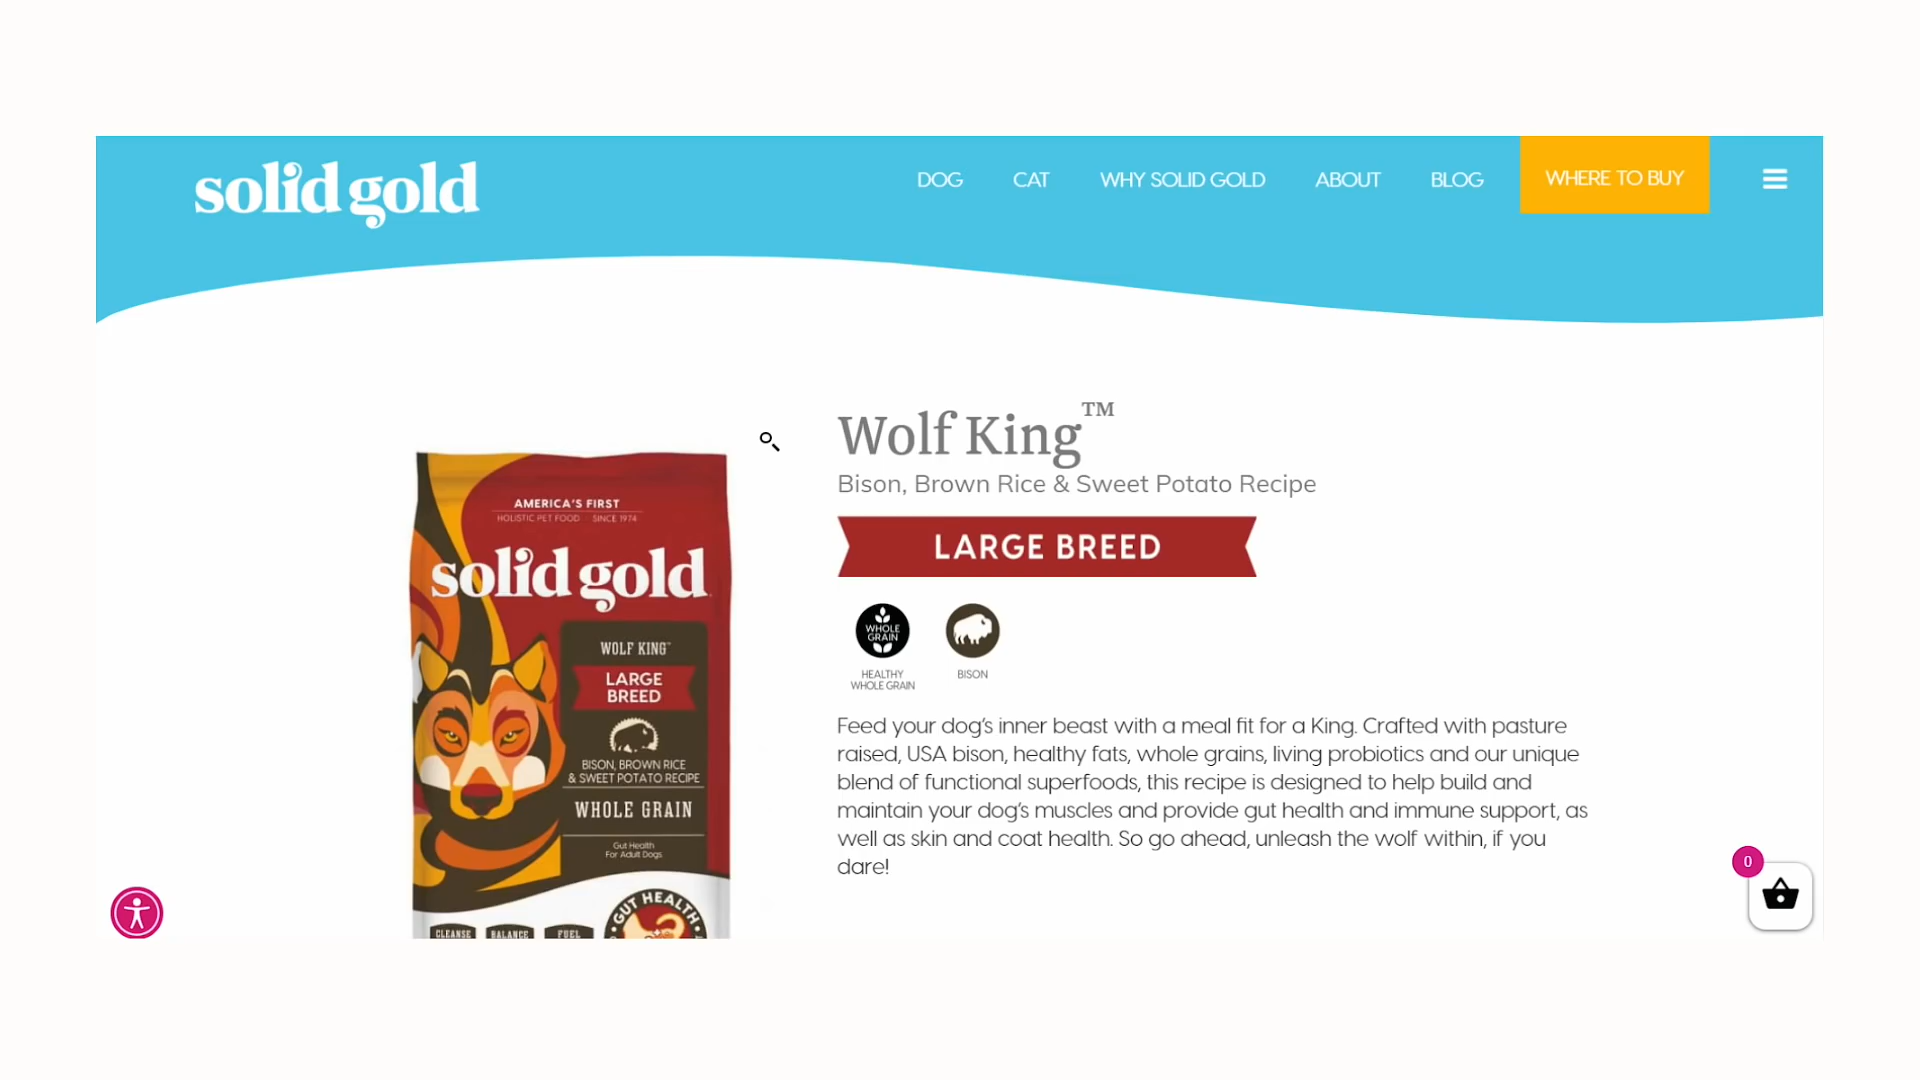 solid gold
DOG
CAT
WHY SOLID GOLD
ABOUT
BLOG
WHERE TO BUY
Wolf King™
Bison, Brown Rice & Sweet Potato Recipe
LARGE BREED
WHOLE
GRAIN
HEALTHY
WHOLE GRAIN
BISON
Feed your dog's inner beast with a meal fit for a King. Crafted with pasture
raised, USA bison, healthy fats, whole grains, living probiotics and our unique
blend of functional superfoods, this recipe is designed to help build and
maintain your dog's muscles and provide gut health and immune support, as
well as skin and coat health. So go ahead, unleash the wolf within, if you
dare!
AMERICA'S FIRST
HOLISTIC PET FOOD SINCE 1974
solid gold
WOLF KING™
LARGE
BREED
BISON, BROWN RICE
& SWEET POTATO RECIPE
WHOLE GRAIN
Gut Health
For Adult Dogs
GUT HEALTH
CLEANSE
BALANCE
FUEL
0